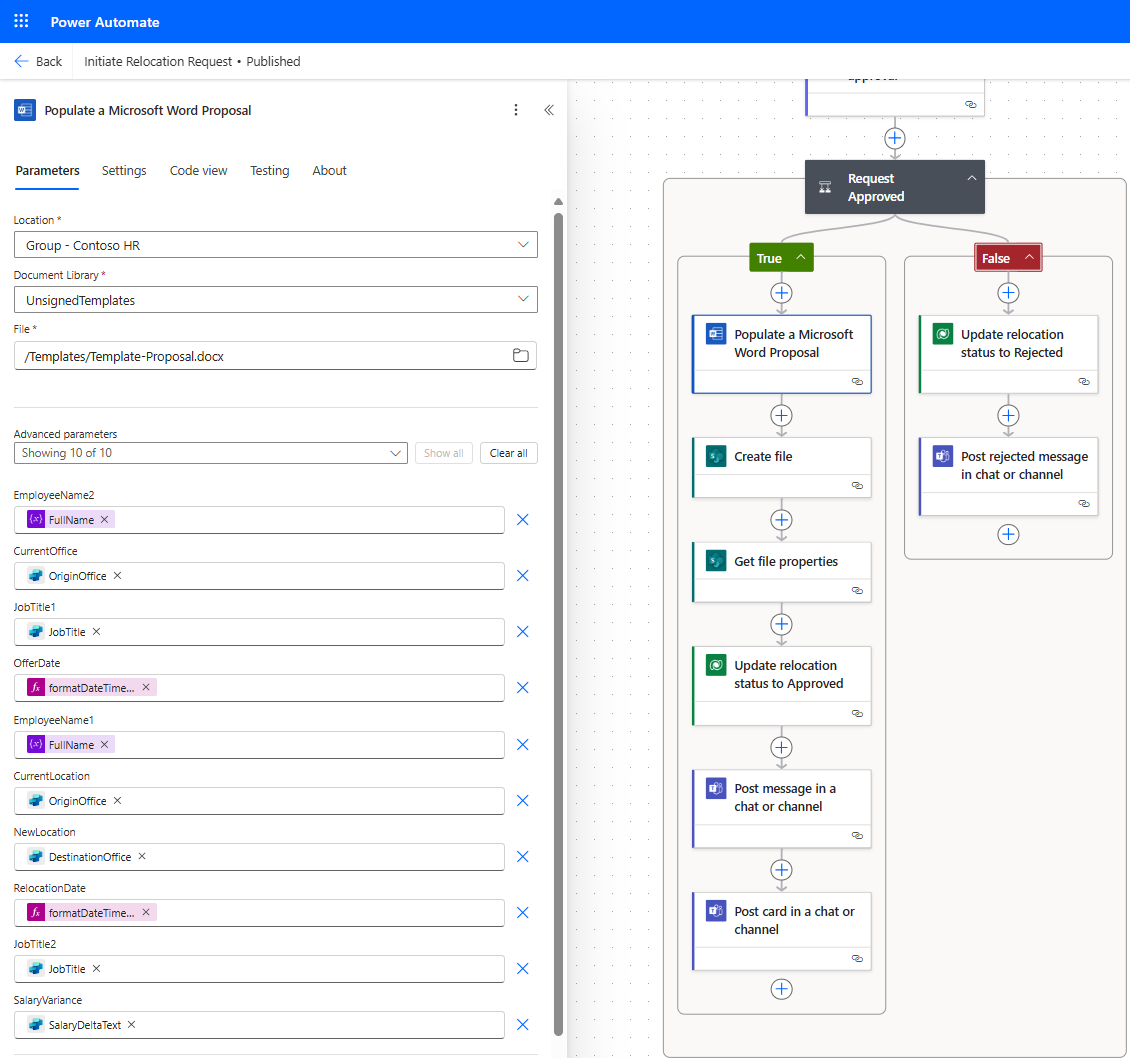 Power Automate
Back
Initiate Relocation Request • Published
Populate a Microsoft Word Proposal
Parameters
Settings
Code view
Testing
About
Location *
Group - Contoso HR
Document Library *
UnsignedTemplates
File *
/Templates/Template-Proposal.docx
Advanced parameters
Showing 10 of 10
Show all
Clear all
EmployeeName2
FullName
CurrentOffice
OriginOffice
JobTitle1
JobTitle
OfferDate
formatDateTime...
EmployeeName1
FullName
CurrentLocation
OriginOffice
NewLocation
DestinationOffice
RelocationDate
formatDateTime...
JobTitle2
JobTitle
SalaryVariance
SalaryDeltaText
approval
Request
Approved
True
Populate a Microsoft
Word Proposal
Create file
Get file properties
Update relocation
status to Approved
Post message in a
chat or channel
Post card in a chat or
channel
False
Update relocation
status to Rejected
Post rejected message
in chat or channel